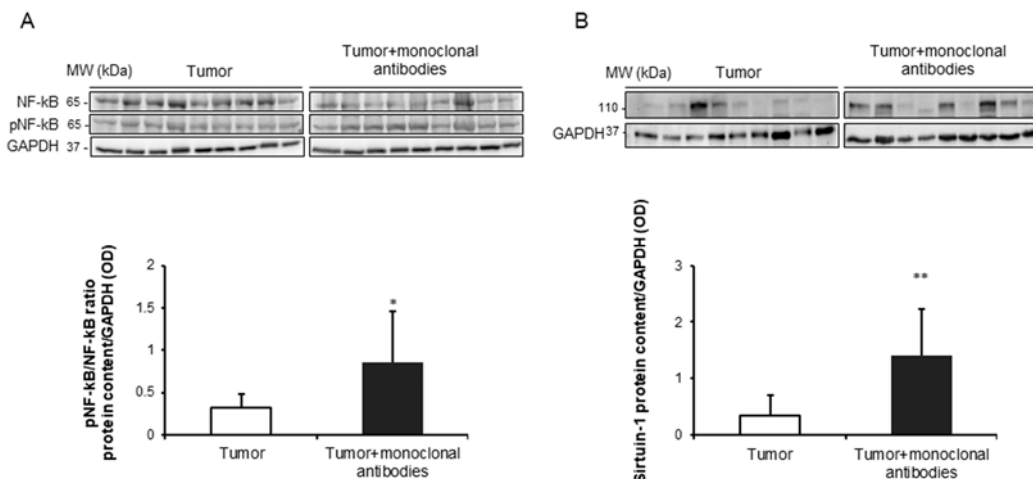 A
MW (kDa)
Tumor
Tumor+monoclonal
antibodies
NF-kB 65 -
pNF-kB 65 -
GAPDH 37 -
2
1.5
1
0.5
0
pNF-kB/NF-kB ratio
protein content/GAPDH (OD)
*
Tumor
Tumor+monoclonal
antibodies
B
MW (kDa)
Tumor
Tumor+monoclonal
antibodies
110
GAPDH 37 -
3
2
1
0
Sirtuin-1 protein content/GAPDH (OD)
**
Tumor
Tumor+monoclonal
antibodies